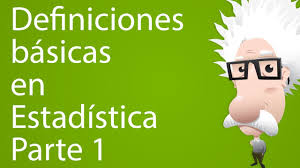 Definiciones
básicas
en
Estadística
Parte 1